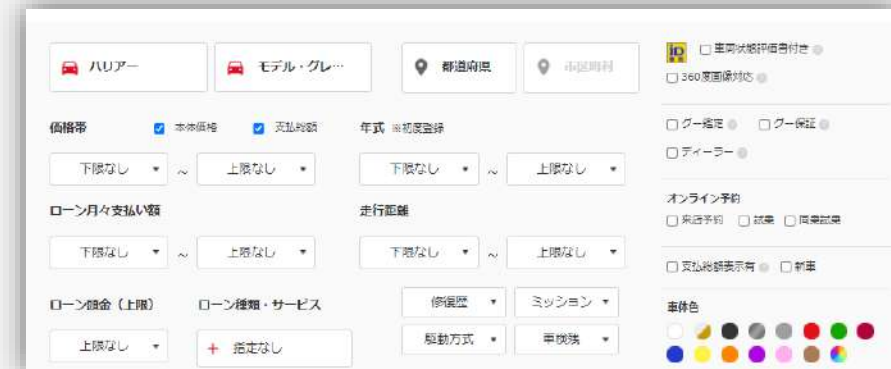 ハリアー モデル・グレ… 都道府県 市区町村
価格帯 本体価格 支払総額 年式 ※初度登録
下限なし ~ 上限なし 下限なし ~ 上限なし
ローン月々支払い額 走行距離
下限なし ~ 上限なし 下限なし ~ 上限なし
ローン頭金（上限） ローン種類・サービス 修復歴 ミッション
上限なし 指定なし 駆動方式 車検残
車両状態評価書付き
360度画像対応
グー鑑定 グー保証
ディーラー
オンライン予約
来店予約 試乗 同乗試乗
支払総額表示有 新車
車体色